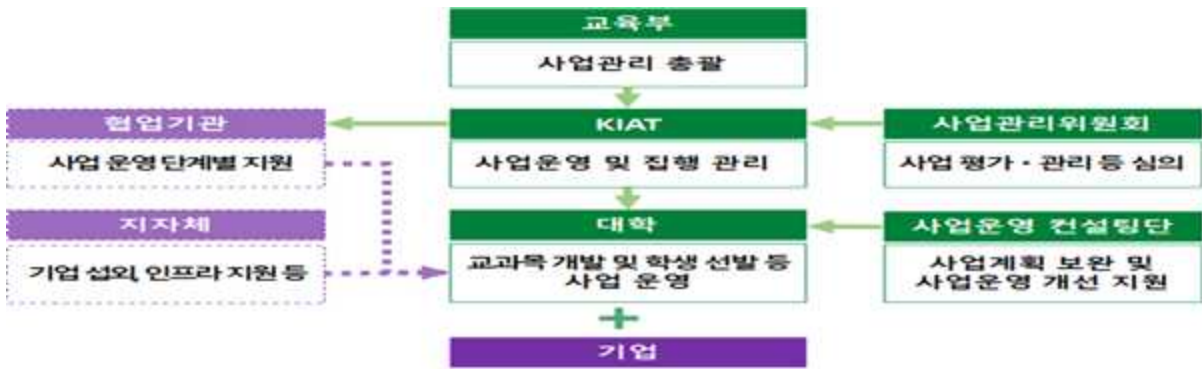 교육부
사업관리 총괄
협업기관
사업 운영 단계별 지원
KIAT
사업운영 및 집행 관리
사업관리위원회
사업 평가·관리 등 심의
지자체
기업 섭외, 인프라 지원 등
대학
교과목 개발 및 학생 선발 등
사업 운영
사업운영 컨설팅단
사업계획 보완 및
사업운영 개선 지원
+
기업